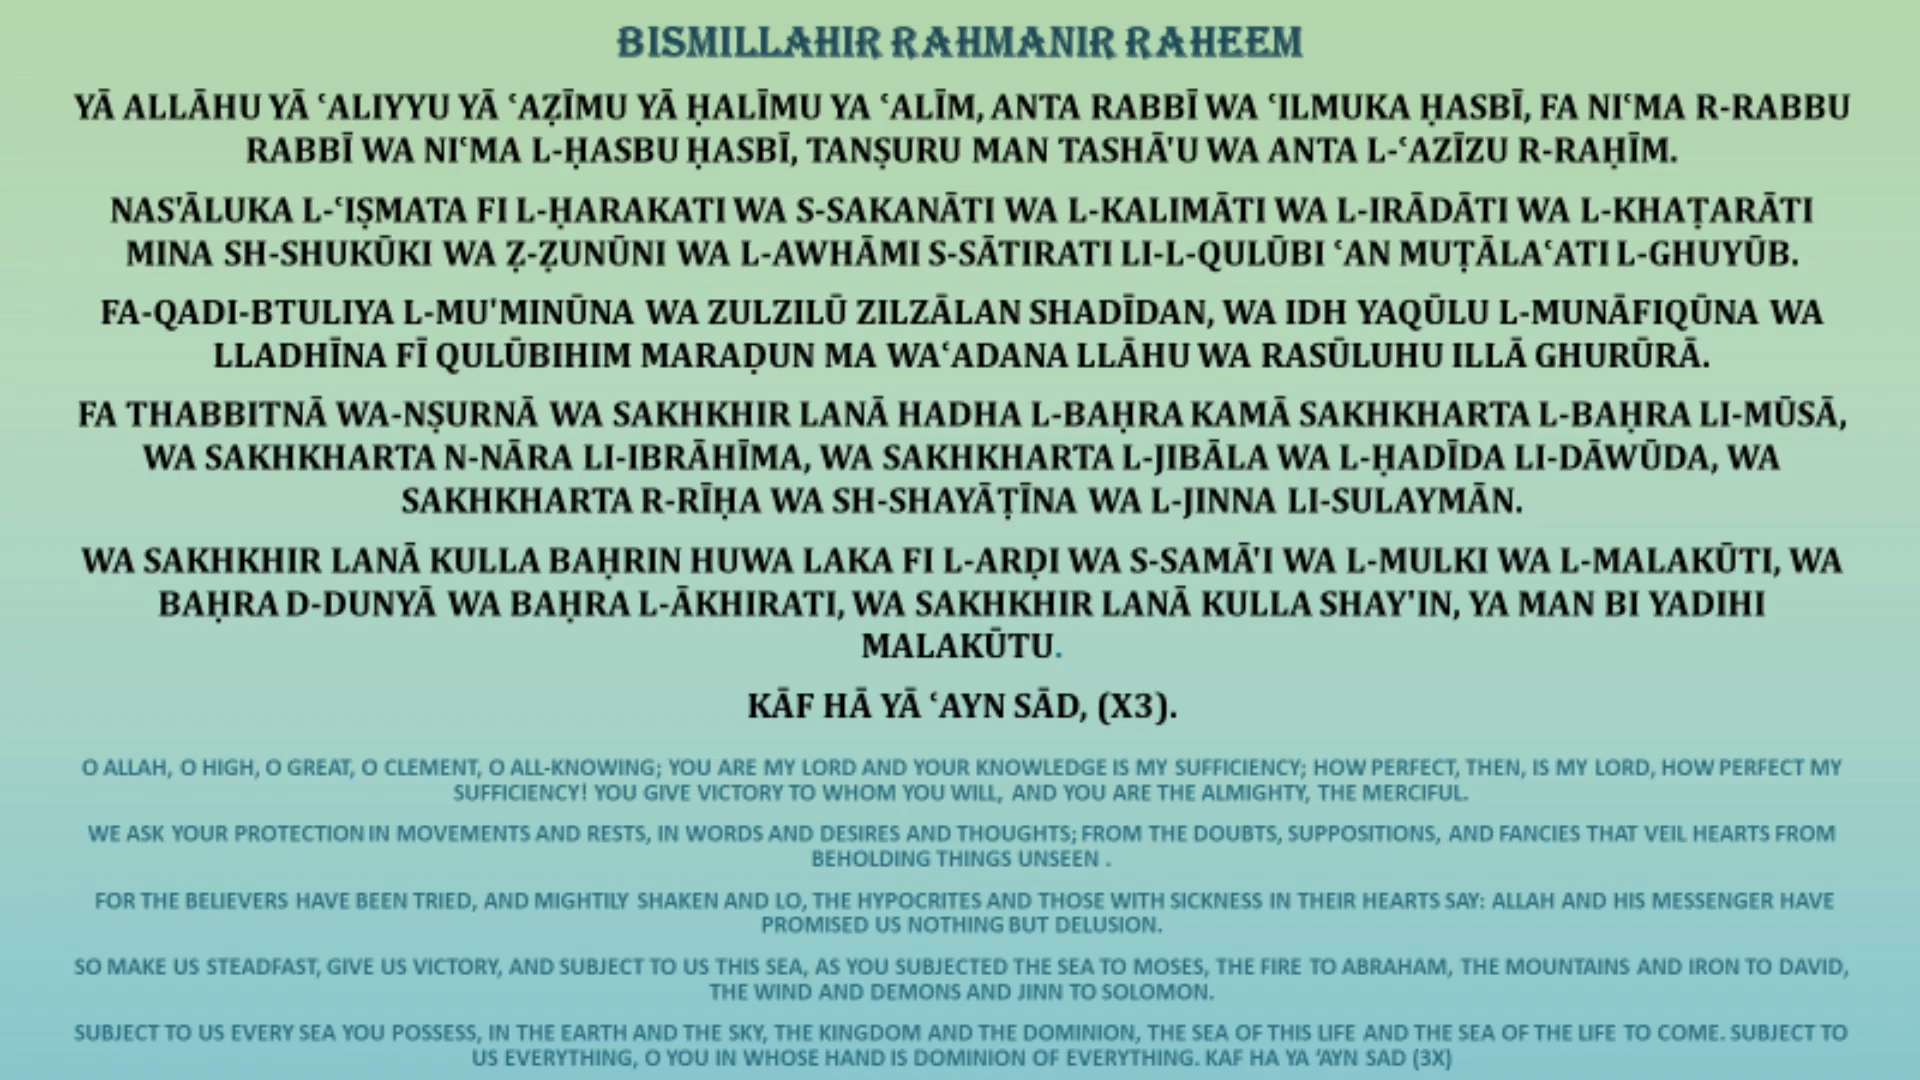 BISMILLAHIR RAHMANIR RAHEEM
YĀ ALLĀHU YĀ ʿALIYYU YĀ ʿAẒĪMU YĀ ḤALĪMU YA ʿALĪM, ANTA RABBĪ WA ʿILMUKA ḤASBĪ, FA NIʿMA R-RABBU
RABBĪ WA NIʿMA L-ḤASBU ḤASBĪ, TANṢURU MAN TASHĀ'U WA ANTA L-ʿAZĪZU R-RAḤĪM.
NAS'ĀLUKA L-ʿIṢMATA FI L-ḤARAKATI WA S-SAKANĀTI WA L-KALIMĀTI WA L-IRĀDĀTI WA L-KHAṬARĀTI
MINA SH-SHUKŪKI WA Ẓ-ẒUNŪNI WA L-AWHĀMI S-SĀTIRATI LI-L-QULŪBI ʿAN MUṬĀLAʿATI L-GHUYŪB.
FA-QADI-BTULIYA L-MU'MINŪNA WA ZULZILŪ ZILZĀLAN SHADĪDAN, WA IDH YAQŪLU L-MUNĀFIQŪNA WA
LLADHĪNA FĪ QULŪBIHIM MARAḌUN MA WAʿADANA LLĀHU WA RASŪLUHU ILLĀ GHURŪRĀ.
FA THABBITNĀ WA-NṢURNĀ WA SAKHKHIR LANĀ HADHA L-BAḤRA KAMĀ SAKHKHARTA L-BAḤRA LI-MŪSĀ,
WA SAKHKHARTA N-NĀRA LI-IBRĀHĪMA, WA SAKHKHARTA L-JIBĀLA WA L-ḤADĪDA LI-DĀWŪDA, WA
SAKHKHARTA R-RĪḤA WA SH-SHAYĀṬĪNA WA L-JINNA LI-SULAYMĀN.
WA SAKHKHIR LANĀ KULLA BAḤRIN HUWA LAKA FI L-ARḌI WA S-SAMĀ'I WA L-MULKI WA L-MALAKŪTI, WA
BAḤRA D-DUNYĀ WA BAḤRA L-ĀKHIRATI, WA SAKHKHIR LANĀ KULLA SHAY'IN, YA MAN BI YADIHI
MALAKŪTU.
KĀF HĀ YĀ ʿAYN SĀD, (X3).
O ALLAH, O HIGH, O GREAT, O CLEMENT, O ALL-KNOWING; YOU ARE MY LORD AND YOUR KNOWLEDGE IS MY SUFFICIENCY; HOW PERFECT, THEN, IS MY LORD, HOW PERFECT MY
SUFFICIENCY! YOU GIVE VICTORY TO WHOM YOU WILL, AND YOU ARE THE ALMIGHTY, THE MERCIFUL.
WE ASK YOUR PROTECTION IN MOVEMENTS AND RESTS, IN WORDS AND DESIRES AND THOUGHTS; FROM THE DOUBTS, SUPPOSITIONS, AND FANCIES THAT VEIL HEARTS FROM
BEHOLDING THINGS UNSEEN .
FOR THE BELIEVERS HAVE BEEN TRIED, AND MIGHTILY SHAKEN AND LO, THE HYPOCRITES AND THOSE WITH SICKNESS IN THEIR HEARTS SAY: ALLAH AND HIS MESSENGER HAVE
PROMISED US NOTHING BUT DELUSION.
SO MAKE US STEADFAST, GIVE US VICTORY, AND SUBJECT TO US THIS SEA, AS YOU SUBJECTED THE SEA TO MOSES, THE FIRE TO ABRAHAM, THE MOUNTAINS AND IRON TO DAVID,
THE WIND AND DEMONS AND JINN TO SOLOMON.
SUBJECT TO US EVERY SEA YOU POSSESS, IN THE EARTH AND THE SKY, THE KINGDOM AND THE DOMINION, THE SEA OF THIS LIFE AND THE SEA OF THE LIFE TO COME. SUBJECT TO
US EVERYTHING, O YOU IN WHOSE HAND IS DOMINION OF EVERYTHING. KAF HA YA ‘AYN SAD (3X)